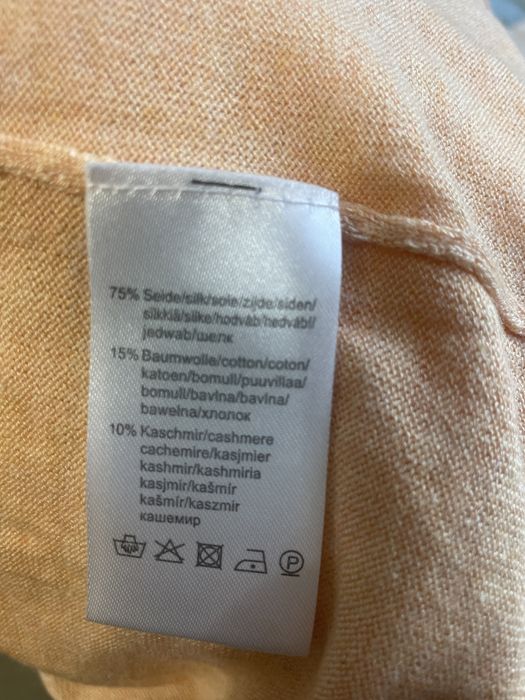 75% Seide/silk/soie/zijde/siden/
silkkiä/silke/hodváb/hedvábí/
jedwab/шелк
15% Baumwolle/cotton/coton/
katoen/bomull/puuvillaa/
bomull/bavlna/bavlna/
bawełna/хлопок
10% Kaschmir/cashmere
cachemire/kasjmier
kashmir/kashmiria
kasjmir/kašmír
kašmír/kaszmir
кашемир
P